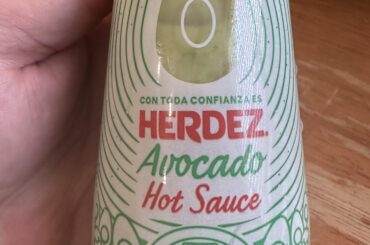 CON TODA CONFIANZA ES
HERDEZ.
Avocado
Hot Sauce